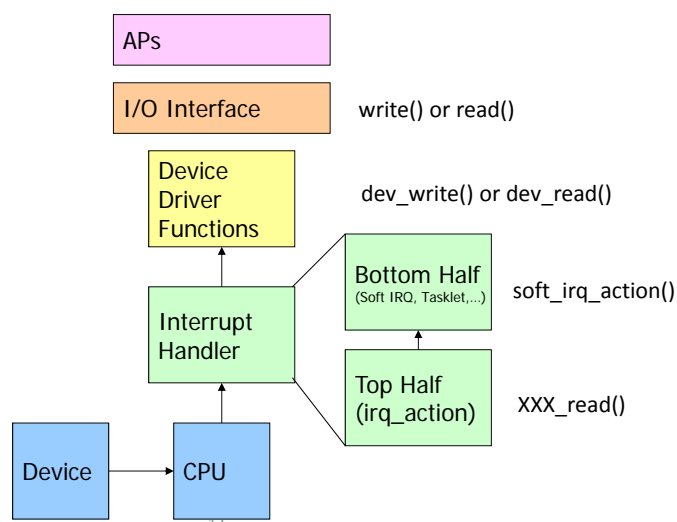 APs
I/O Interface
write() or read()
Device
Driver
Functions
dev_write() or dev_read()
Bottom Half
(Soft IRQ, Tasklet,...)
soft_irq_action()
Interrupt
Handler
Top Half
(irq_action)
XXX_read()
Device
CPU